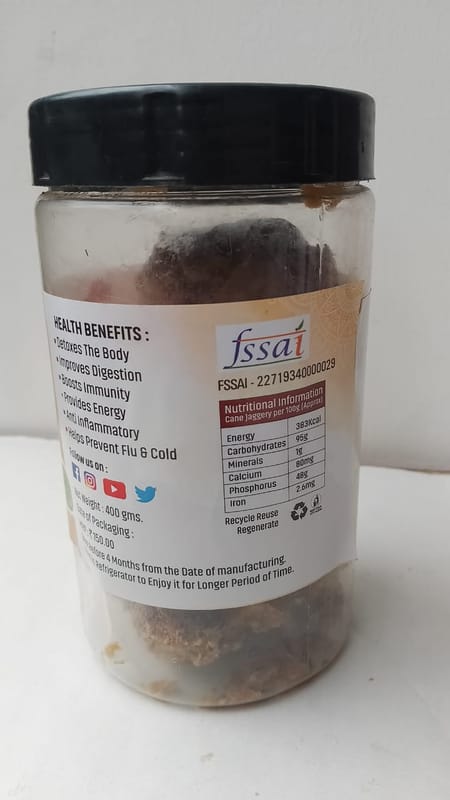 HEALTH BENEFITS :
• Detoxes The Body
• Improves Digestion
• Boosts Immunity
• Provides Energy
• Anti Inflammatory
• Helps Prevent Flu & Cold
Follow us on :
Weight : 400 gms.
of Packaging :
₹150.00
before 4 Months from the Date of manufacturing.
Refrigerator to Enjoy it for Longer Period of Time.
fssai
FSSAI - 22719340000029
Nutritional Information
Cane Jaggery per 100g (Approx)
Energy 383Kcal
Carbohydrates 95g
Minerals 1g
Calcium 80mg
Phosphorus 48g
Iron 2.6mg
Recycle Reuse
Regenerate